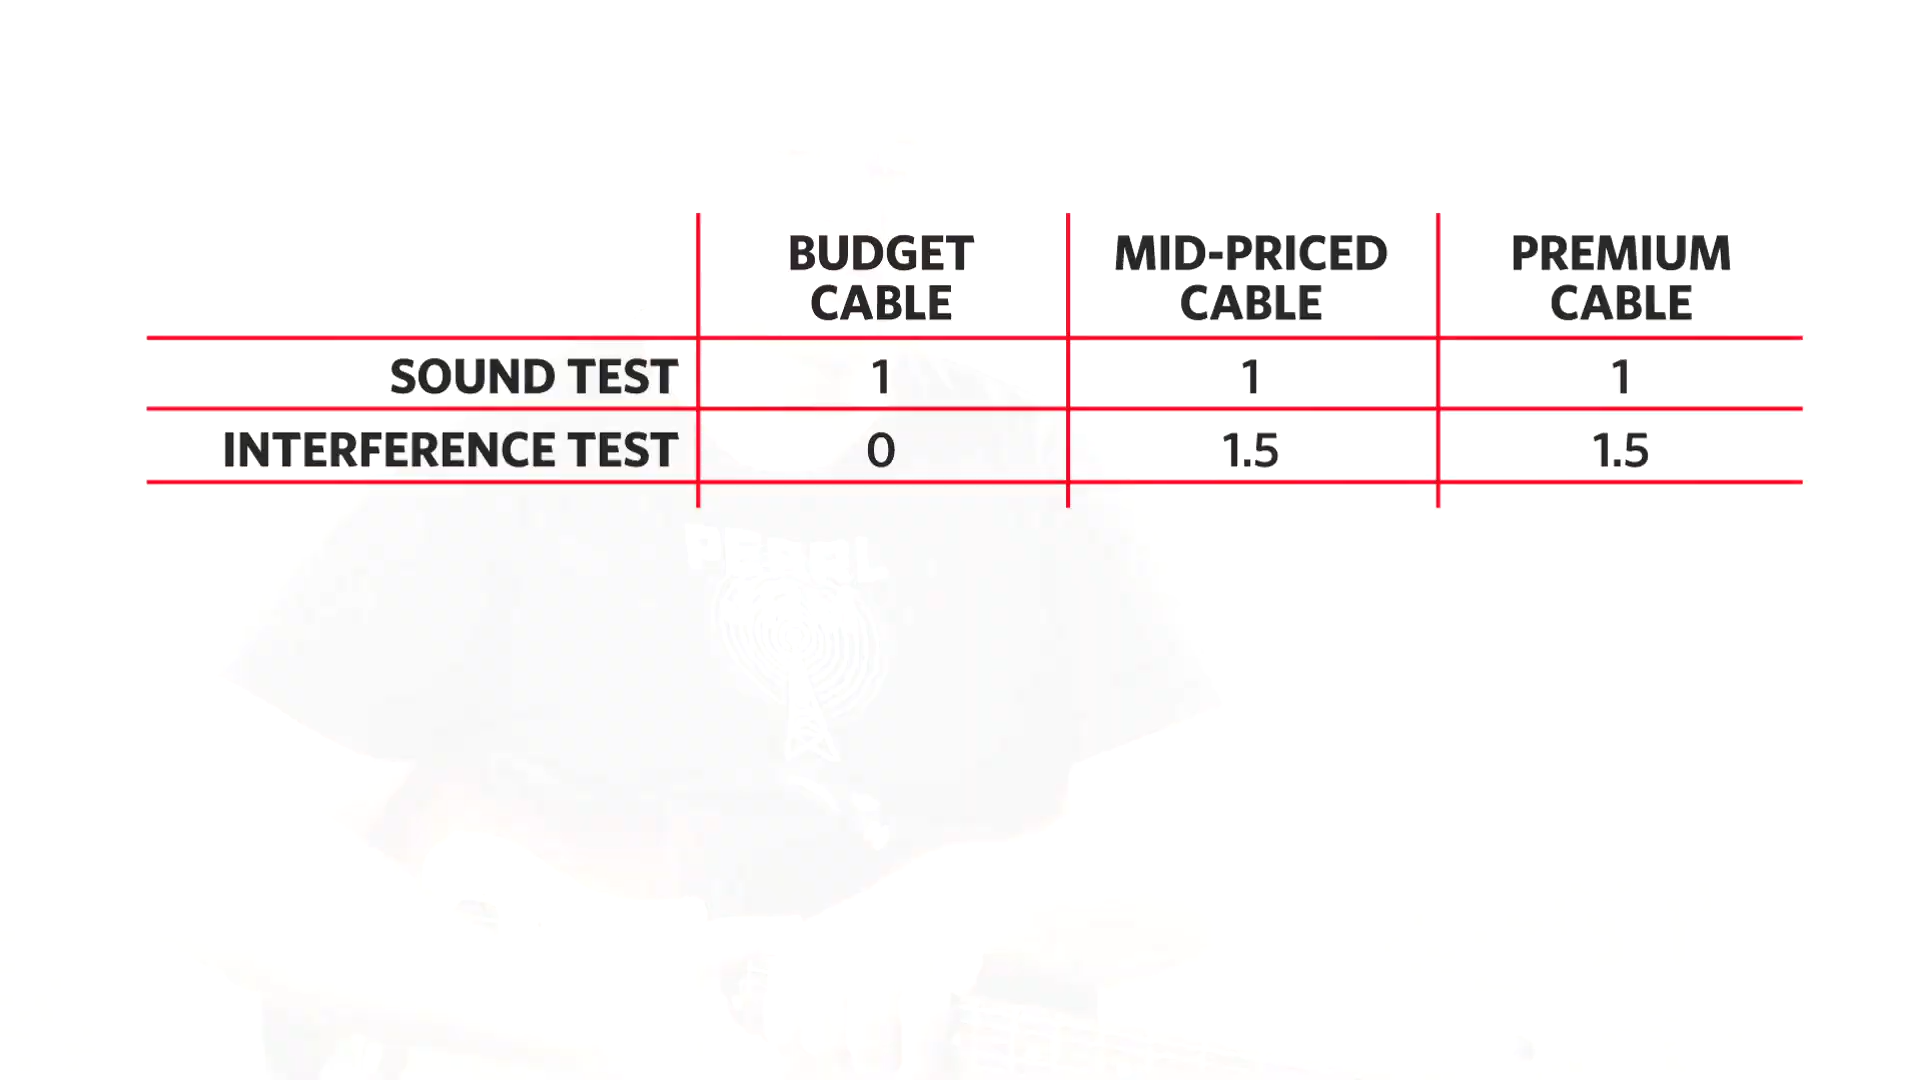 BUDGET CABLE
MID-PRICED CABLE
PREMIUM CABLE
SOUND TEST 1 1 1
INTERFERENCE TEST 0 1.5 1.5